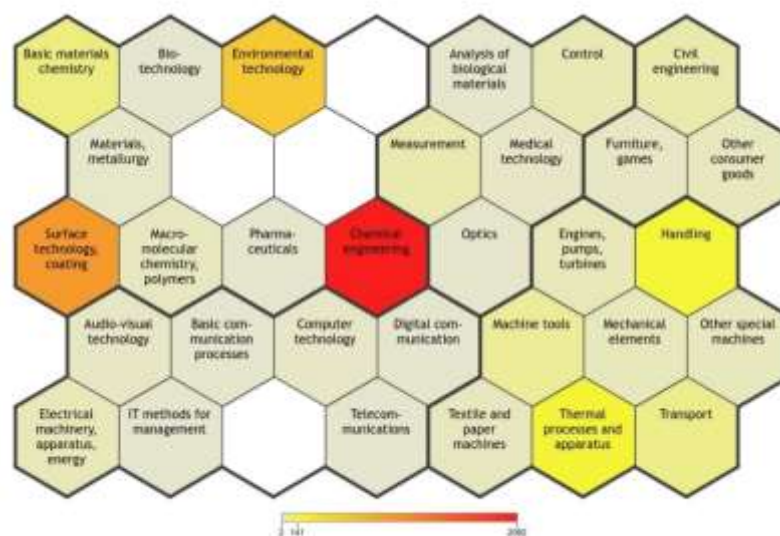 Basic materials
chemistry
Bio-
technology
Environmental
technology
Analysis of
biological
materials
Control
Civil
engineering
Materials,
metallurgy
Measurement
Medical
technology
Furniture,
games
Other
consumer
goods
Surface
technology,
coating
Macro-
molecular
chemistry,
polymers
Pharma-
ceuticals
Chemical
engineering
Optics
Engines,
pumps,
turbines
Handling
Audio-visual
technology
Basic com-
munication
processes
Computer
technology
Digital com-
munication
Machine tools
Mechanical
elements
Other special
machines
Electrical
machinery,
apparatus,
energy
IT methods for
management
Telecom-
munications
Textile and
paper
machines
Thermal
processes and
apparatus
Transport